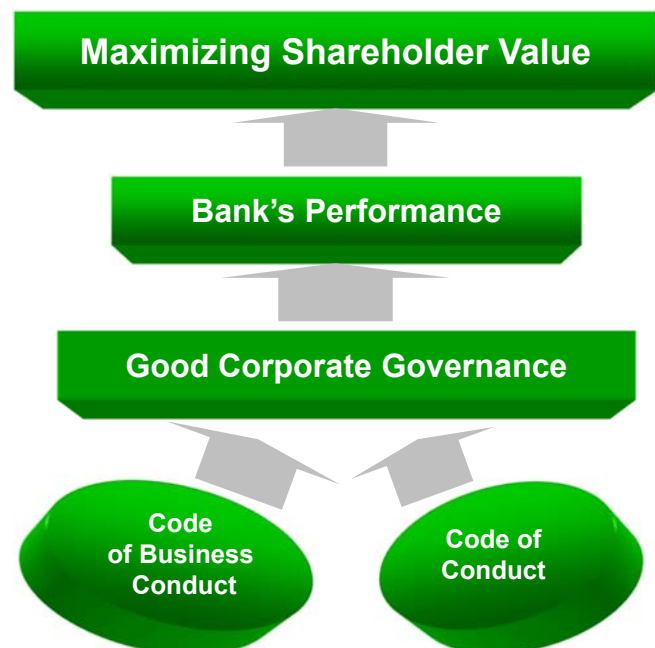 Maximizing Shareholder Value
Bank’s Performance
Good Corporate Governance
Code
of Business
Conduct
Code of
Conduct